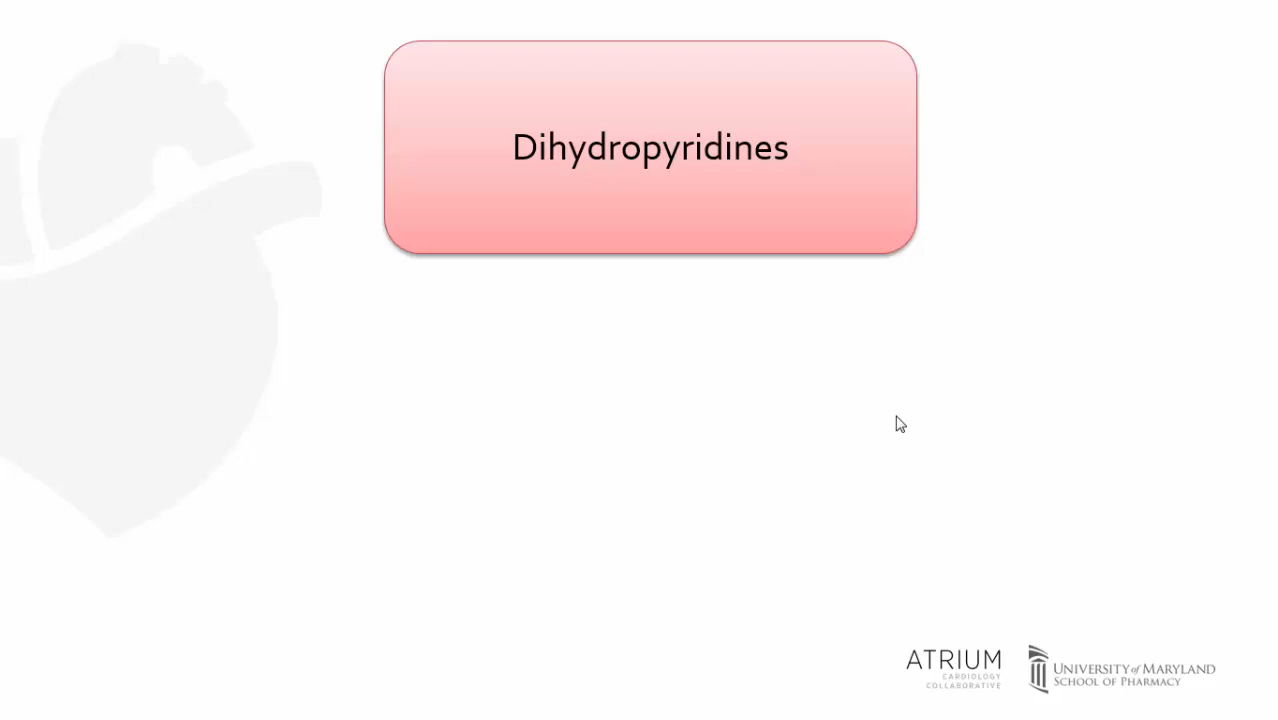 Dihydropyridines
ATRIUM
CARDIOLOGY
COLLABORATIVE
UNIVERSITY of MARYLAND
SCHOOL OF PHARMACY